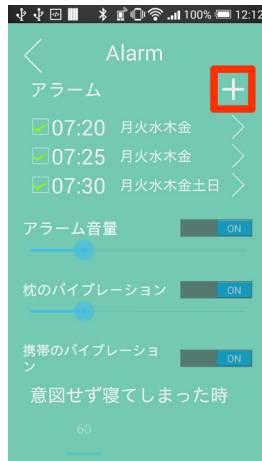 100% 12:12
Alarm
アラーム
07:20 月火水木金
07:25 月火水木金
07:30 月火水木金土日
アラーム音量 ON
枕のバイブレーション ON
携帯のバイブレーショ
ン ON
意図せず寝てしまった時
60